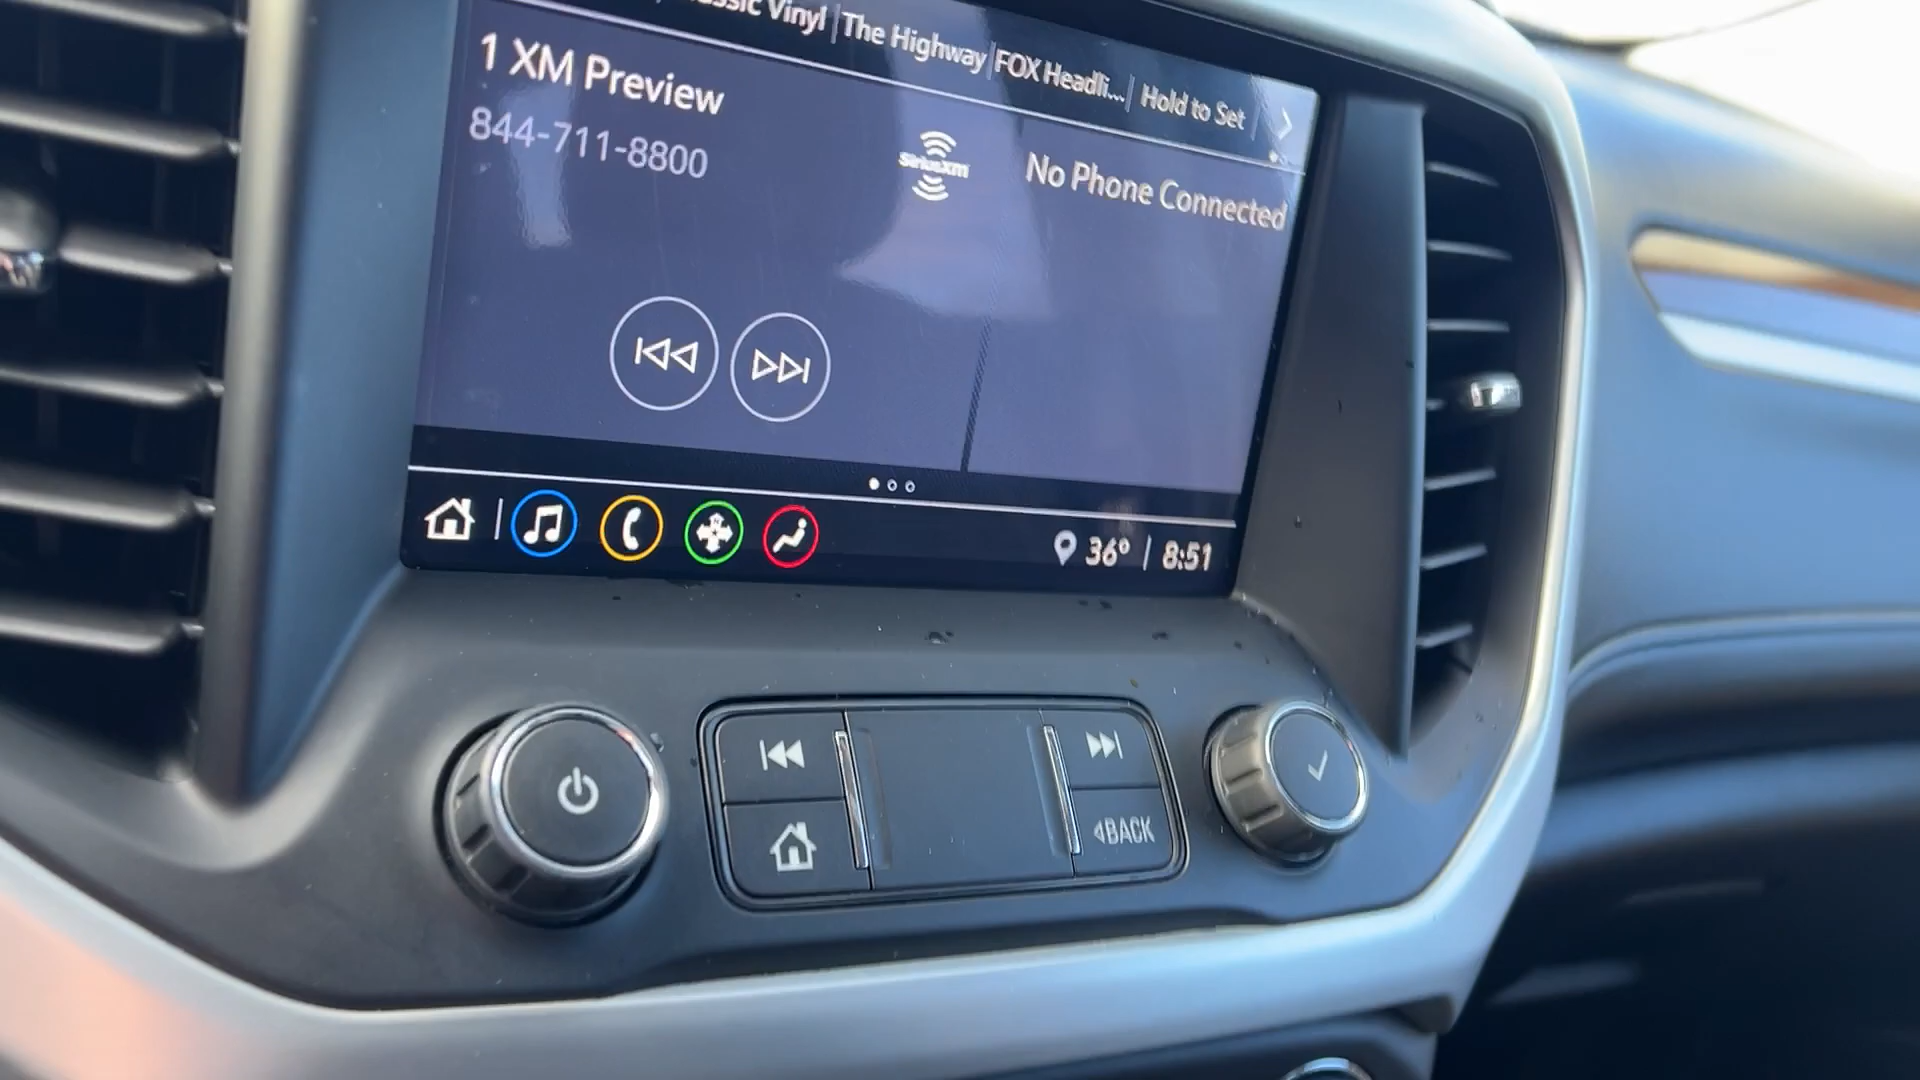 Vinyl | The Highway | FOX Headli... | Hold to Set
1 XM Preview
844-711-8800
SiriusXM
No Phone Connected
36° | 8:51
BACK